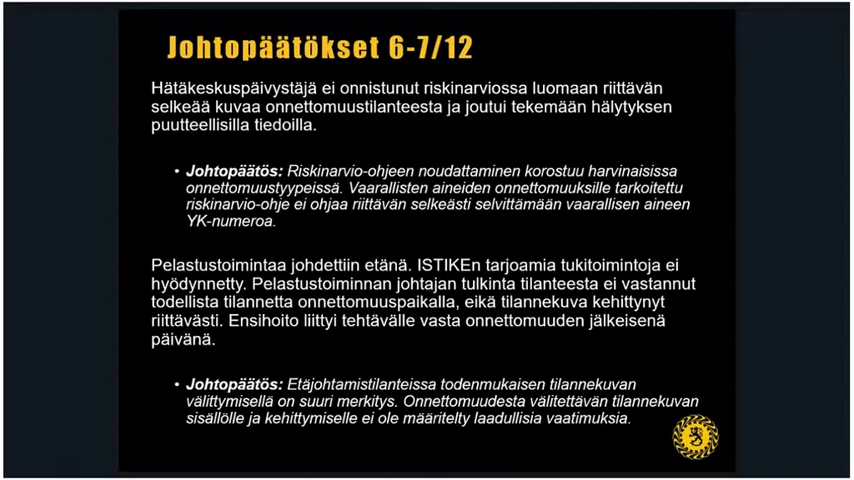 Johtopäätökset 6-7/12
Hätäkeskuspäivystäjä ei onnistunut riskinarviossa luomaan riittävän
selkeää kuvaa onnettomuustilanteesta ja joutui tekemään hälytyksen
puutteellisilla tiedoilla.
• Johtopäätös: Riskinarvio-ohjeen noudattaminen korostuu harvinaisissa
onnettomuustyypeissä. Vaarallisten aineiden onnettomuuksille tarkoitettu
riskinarvio-ohje ei ohjaa riittävän selkeästi selvittämään vaarallisen aineen
YK-numeroa.
Pelastustoimintaa johdettiin etänä. ISTIKEn tarjoamia tukitoimintoja ei
hyödynnetty. Pelastustoiminnan johtajan tulkinta tilanteesta ei vastannut
todellista tilannetta onnettomuuspaikalla, eikä tilannekuva kehittynyt
riittävästi. Ensihoito liittyi tehtävälle vasta onnettomuuden jälkeisenä
päivänä.
• Johtopäätös: Etäjohtamistilanteissa todenmukaisen tilannekuvan
välittymisellä on suuri merkitys. Onnettomuudesta välitettävän tilannekuvan
sisällölle ja kehittymiselle ei ole määritelty laadullisia vaatimuksia.